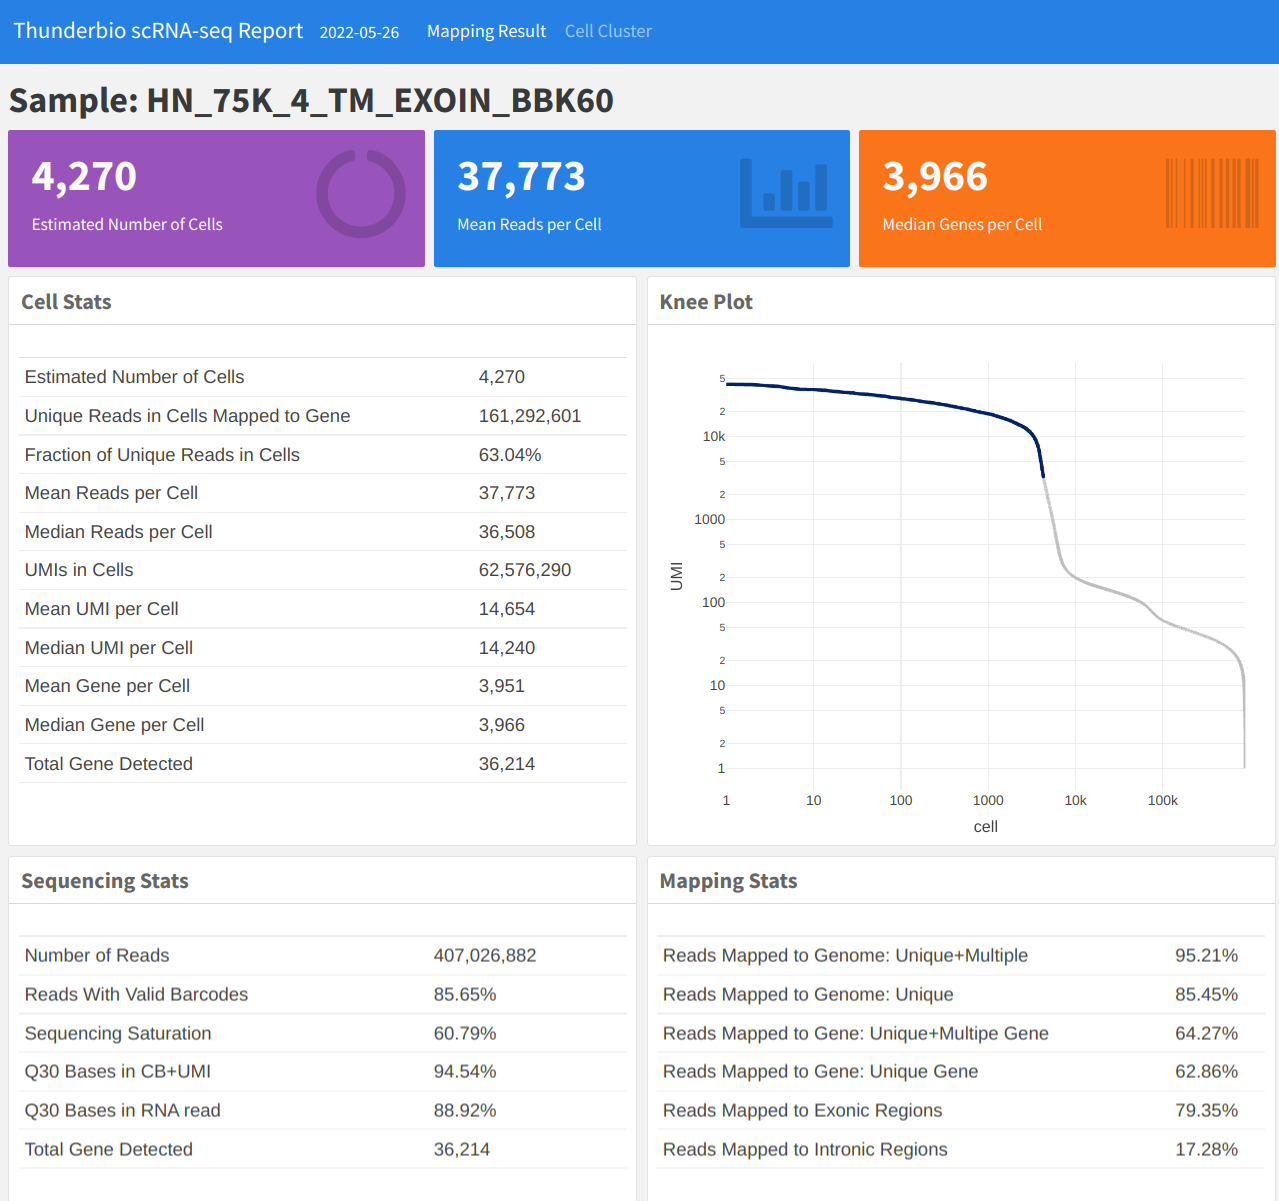 Thunderbio scRNA-seq Report 2022-05-26 Mapping Result Cell Cluster
Sample: HN_75K_4_TM_EXOIN_BBK60
4,270
Estimated Number of Cells
37,773
Mean Reads per Cell
3,966
Median Genes per Cell
Cell Stats
Estimated Number of Cells 4,270
Unique Reads in Cells Mapped to Gene 161,292,601
Fraction of Unique Reads in Cells 63.04%
Mean Reads per Cell 37,773
Median Reads per Cell 36,508
UMIs in Cells 62,576,290
Mean UMI per Cell 14,654
Median UMI per Cell 14,240
Mean Gene per Cell 3,951
Median Gene per Cell 3,966
Total Gene Detected 36,214
Knee Plot
5
2
10k
5
2
1000
5
2
100
5
2
10
5
2
1
UMI
1 10 100 1000 10k 100k
cell
Sequencing Stats
Number of Reads 407,026,882
Reads With Valid Barcodes 85.65%
Sequencing Saturation 60.79%
Q30 Bases in CB+UMI 94.54%
Q30 Bases in RNA read 88.92%
Total Gene Detected 36,214
Mapping Stats
Reads Mapped to Genome: Unique+Multiple 95.21%
Reads Mapped to Genome: Unique 85.45%
Reads Mapped to Gene: Unique+Multipe Gene 64.27%
Reads Mapped to Gene: Unique Gene 62.86%
Reads Mapped to Exonic Regions 79.35%
Reads Mapped to Intronic Regions 17.28%